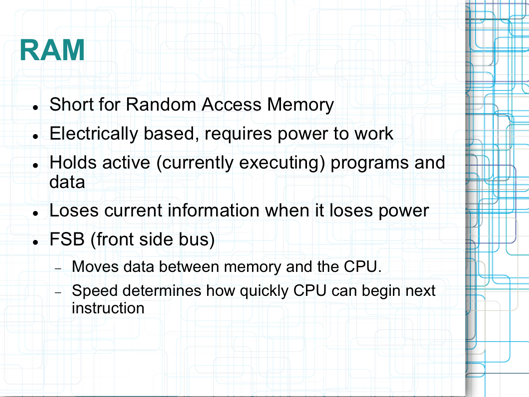 RAM
• Short for Random Access Memory
• Electrically based, requires power to work
• Holds active (currently executing) programs and
data
• Loses current information when it loses power
• FSB (front side bus)
– Moves data between memory and the CPU.
– Speed determines how quickly CPU can begin next
instruction